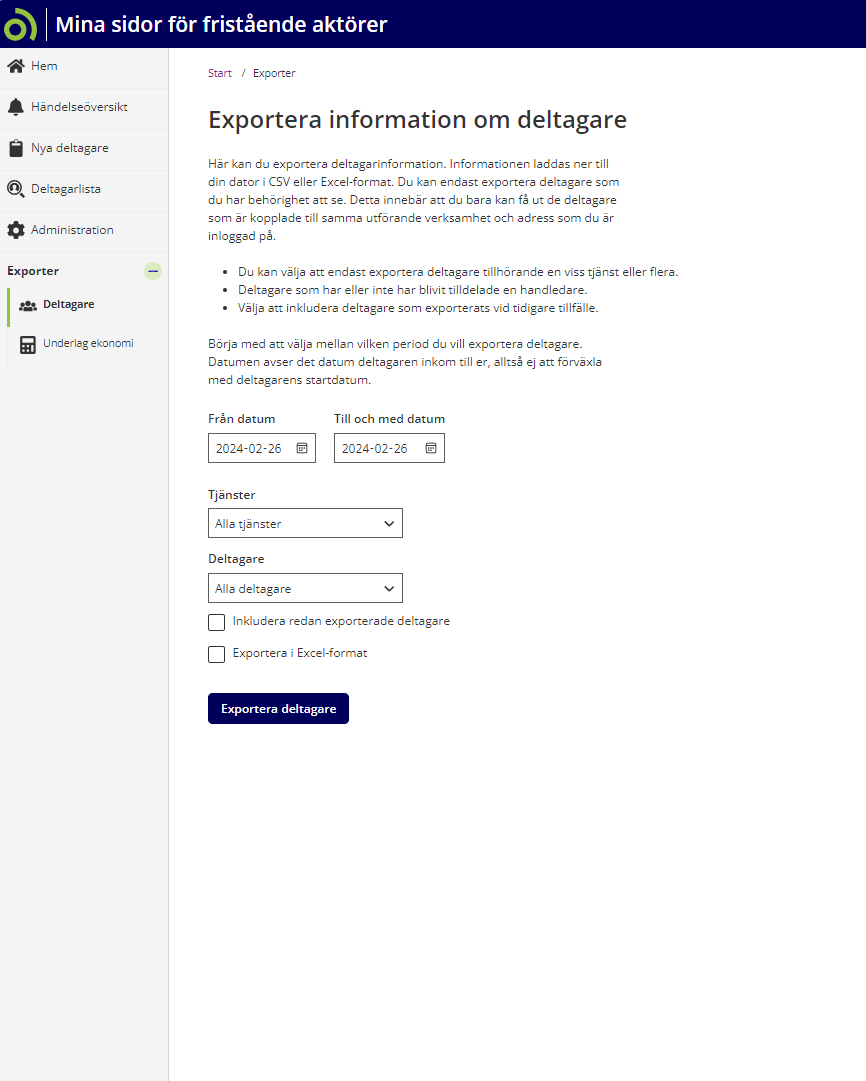 Mina sidor för fristående aktörer
Hem
Händelseöversikt
Nya deltagare
Deltagarlista
Administration
Exporter
Deltagare
Underlag ekonomi
Start / Exporter
Exportera information om deltagare
Här kan du exportera deltagarinformation. Informationen laddas ner till
din dator i CSV eller Excel-format. Du kan endast exportera deltagare som
du har behörighet att se. Detta innebär att du bara kan få ut de deltagare
som är kopplade till samma utförande verksamhet och adress som du är
inloggad på.
• Du kan välja att endast exportera deltagare tillhörande en viss tjänst eller flera.
• Deltagare som har eller inte har blivit tilldelade en handledare.
• Välja att inkludera deltagare som exporterats vid tidigare tillfälle.
Börja med att välja mellan vilken period du vill exportera deltagare.
Datumen avser det datum deltagaren inkom till er, alltså ej att förväxla
med deltagarens startdatum.
Från datum Till och med datum
2024-02-26 2024-02-26
Tjänster
Alla tjänster
Deltagare
Alla deltagare
Inkludera redan exporterade deltagare
Exportera i Excel-format
Exportera deltagare